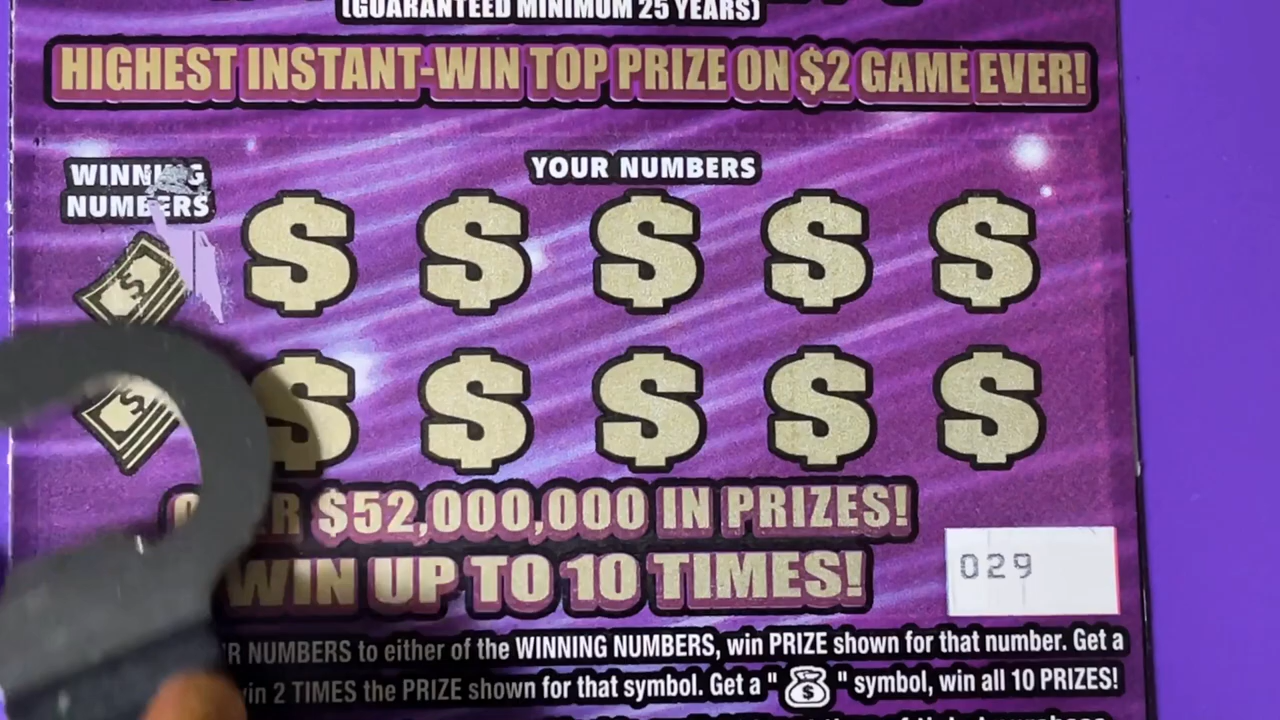 (GUARANTEED MINIMUM 25 YEARS)
HIGHEST INSTANT-WIN TOP PRIZE ON $2 GAME EVER!
WINNING
NUMBERS
YOUR NUMBERS
$ $ $ $ $
$ $ $ $ $
OVER $52,000,000 IN PRIZES!
WIN UP TO 10 TIMES!
029
NUMBERS to either of the WINNING NUMBERS, win PRIZE shown for that number. Get a
win 2 TIMES the PRIZE shown for that symbol. Get a " $ " symbol, win all 10 PRIZES!